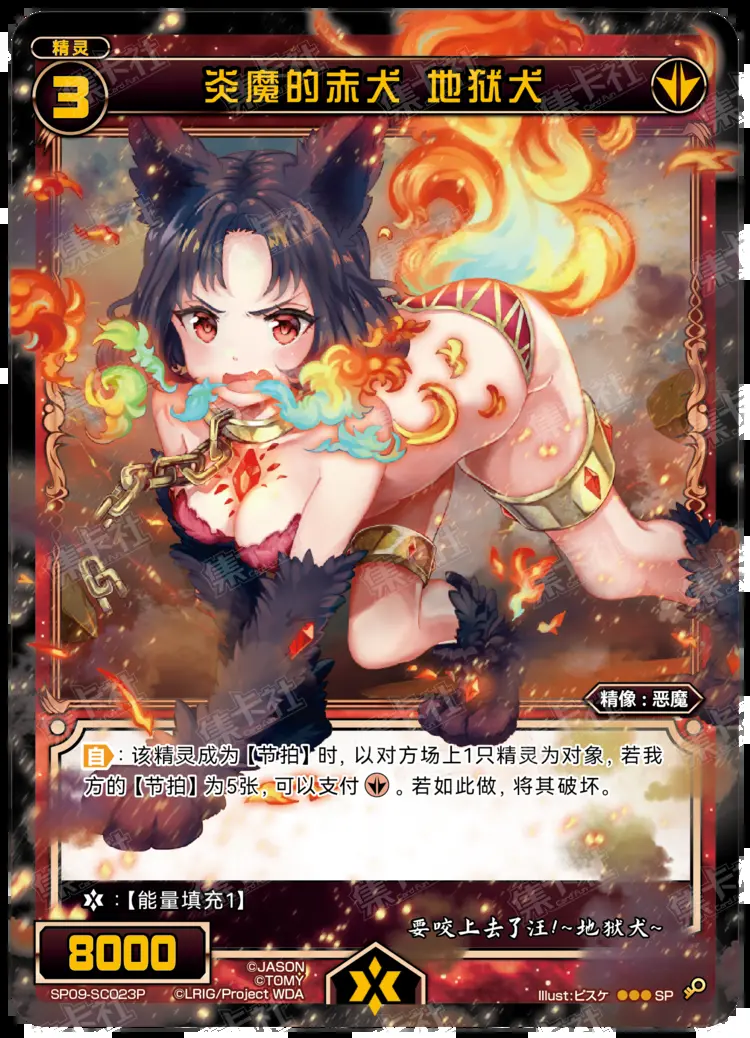 精灵
3
炎魔的赤犬 地狱犬
精像：恶魔
自：该精灵成为【节拍】时，以对方场上1只精灵为对象，若我
方的【节拍】为5张，可以支付 。若如此做，将其破坏。
：【能量填充1】
要咬上去了汪!~地狱犬~
8000
©JASON
©TOMY
SP09-SC023P ©LRIG/Project WDA
Illust:ビスケ SP
集卡社